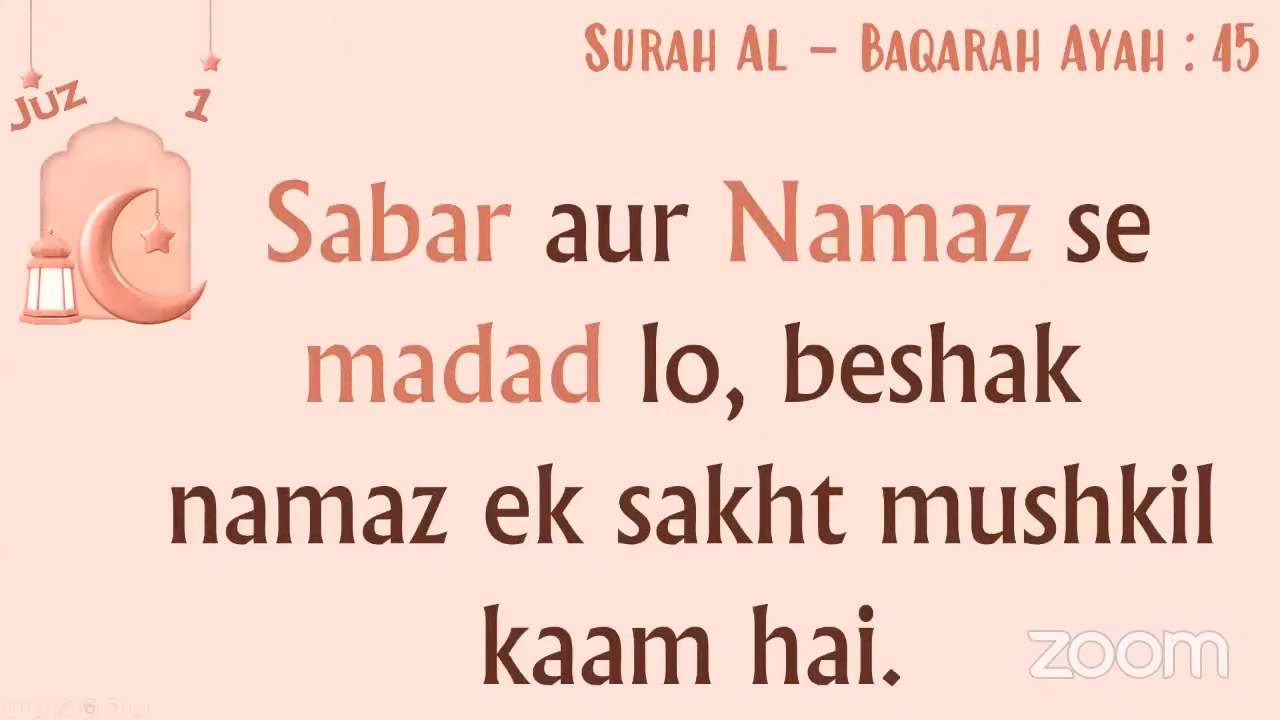 SURAH AL - BAQARAH AYAH : 45
JUZ 1
Sabar aur Namaz se
madad lo, beshak
namaz ek sakht mushkil
kaam hai.
zoom